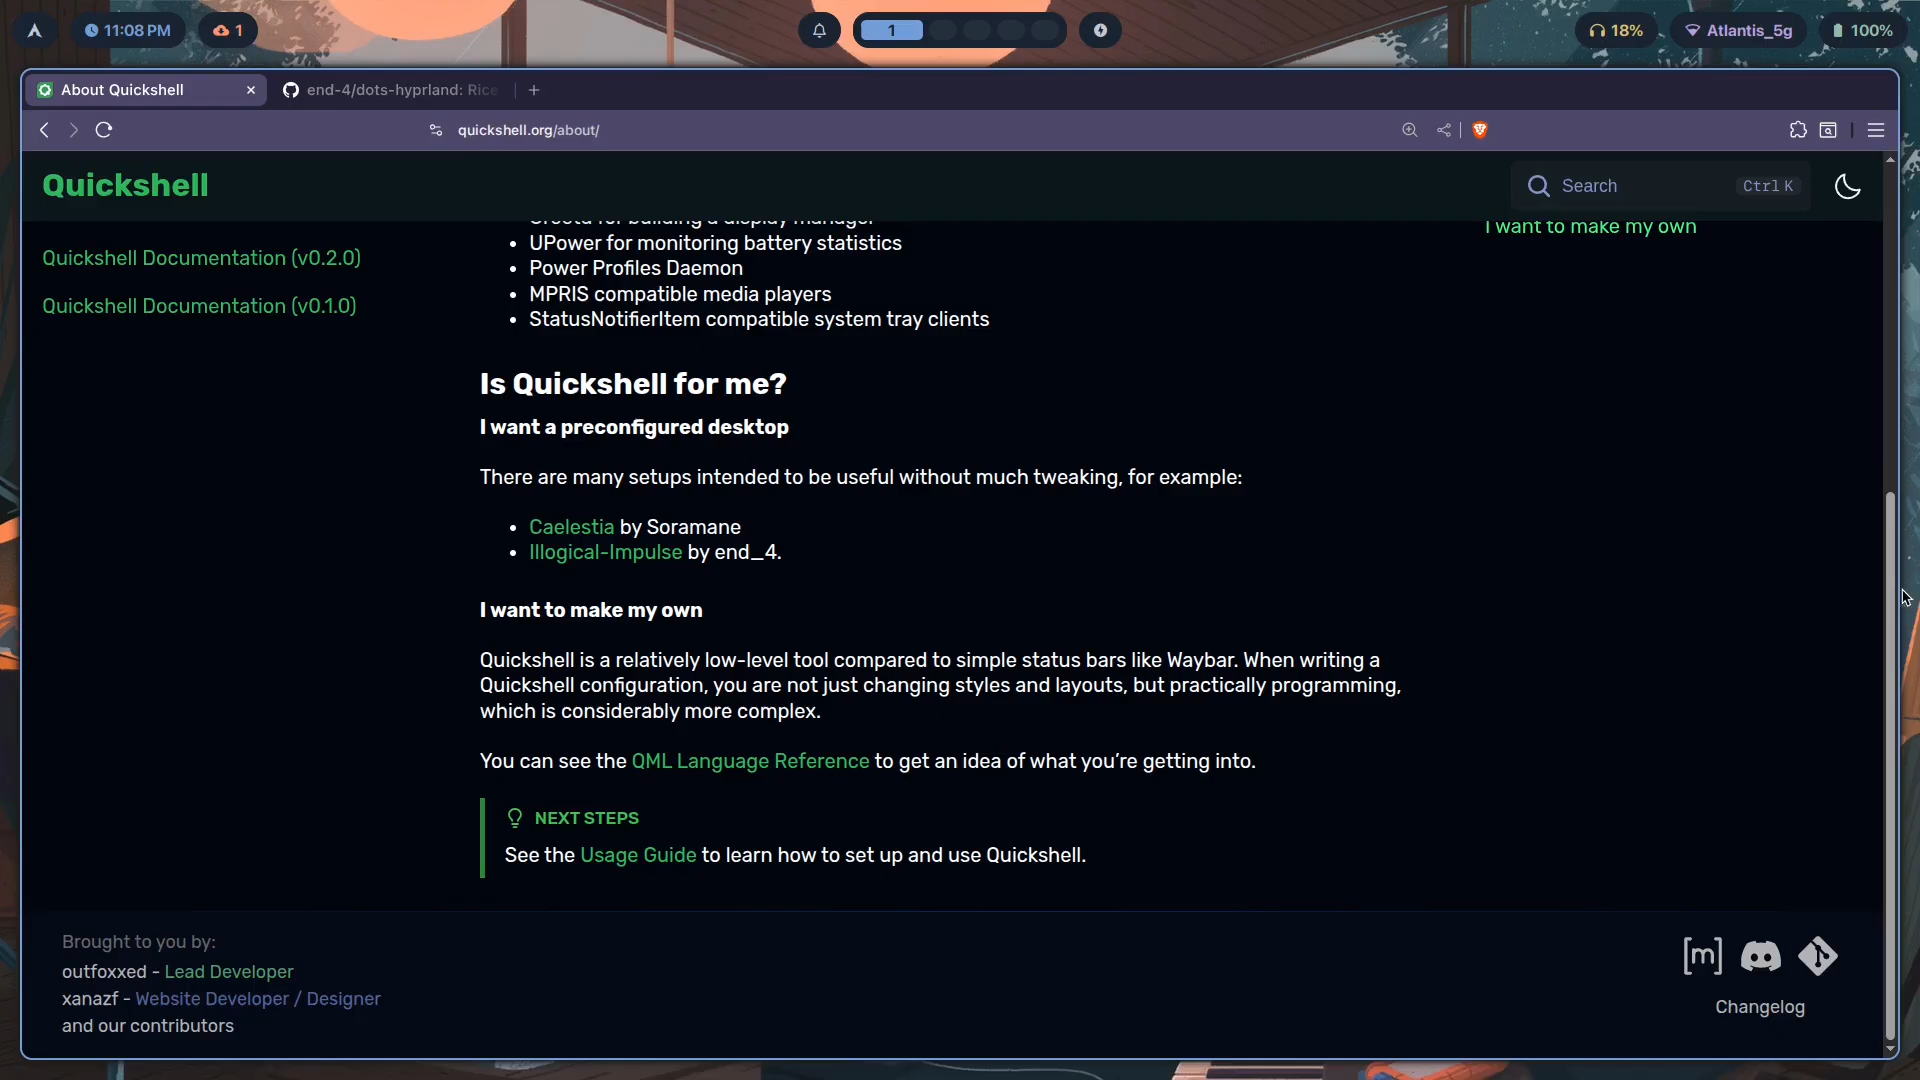 11:08 PM
1
1
18%
Atlantis_5g
100%
About Quickshell
end-4/dots-hyprland: Rice
quickshell.org/about/
Quickshell
Search
Ctrl K
Quickshell Documentation (v0.2.0)
Quickshell Documentation (v0.1.0)
Greetd for building a display manager
UPower for monitoring battery statistics
Power Profiles Daemon
MPRIS compatible media players
StatusNotifierItem compatible system tray clients
Is Quickshell for me?
I want a preconfigured desktop
There are many setups intended to be useful without much tweaking, for example:
Caelestia by Soramane
Illogical-Impulse by end_4.
I want to make my own
Quickshell is a relatively low-level tool compared to simple status bars like Waybar. When writing a
Quickshell configuration, you are not just changing styles and layouts, but practically programming,
which is considerably more complex.
You can see the QML Language Reference to get an idea of what you’re getting into.
NEXT STEPS
See the Usage Guide to learn how to set up and use Quickshell.
I want to make my own
Brought to you by:
outfoxxed - Lead Developer
xanazf - Website Developer / Designer
and our contributors
[m]
Changelog